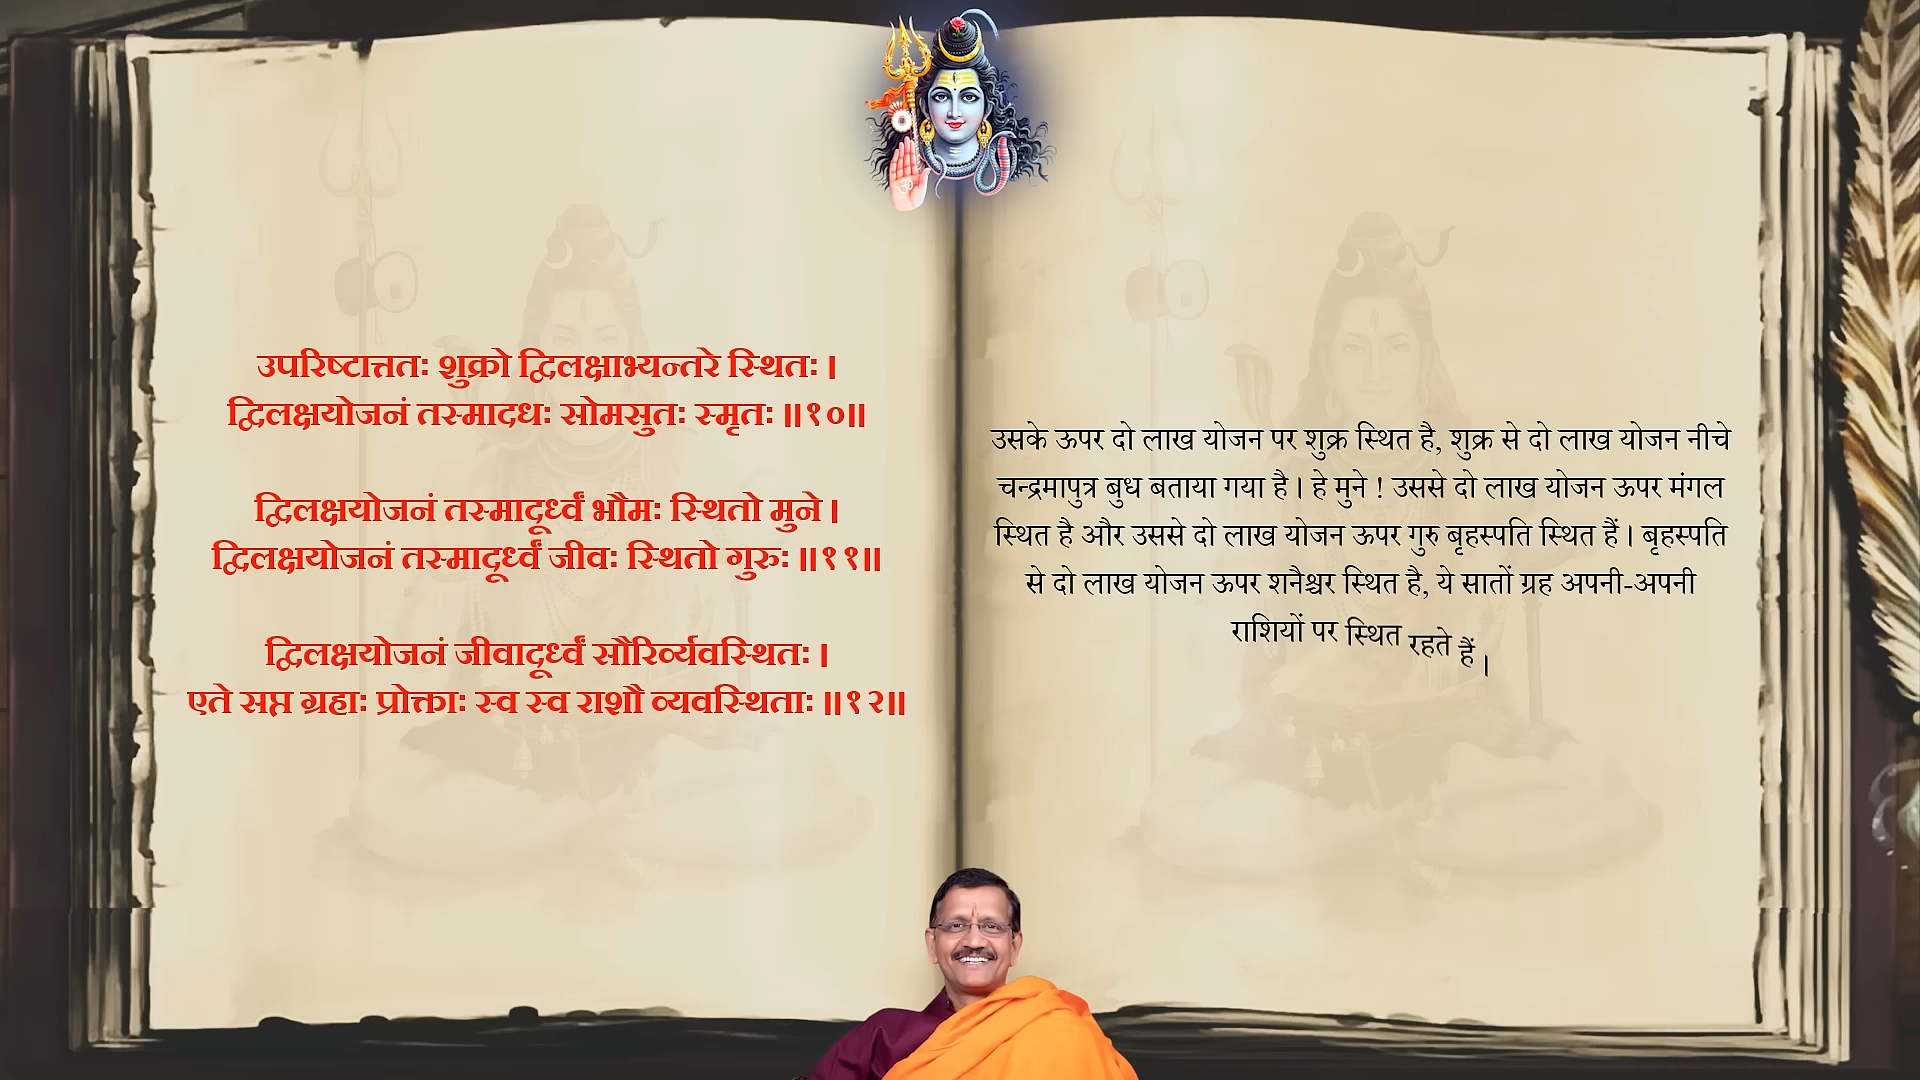 उपरिष्टात्ततः शुक्रो द्विलक्षाभ्यन्तरे स्थितः ।
द्विलक्षयोजनं तस्मादधः सोमसुतः स्मृतः ॥१०॥
द्विलक्षयोजनं तस्मादूर्ध्वं भौमः स्थितो मुने ।
द्विलक्षयोजनं तस्मादूर्ध्वं जीवः स्थितो गुरुः ॥११॥
द्विलक्षयोजनं जीवादूर्ध्वं सौरिर्व्यवस्थितः ।
एते सप्त ग्रहाः प्रोक्ताः स्व स्व राशौ व्यवस्थिताः ॥१२॥
उसके ऊपर दो लाख योजन पर शुक्र स्थित है, शुक्र से दो लाख योजन नीचे
चन्द्रमापुत्र बुध बताया गया है । हे मुने ! उससे दो लाख योजन ऊपर मंगल
स्थित है और उससे दो लाख योजन ऊपर गुरु बृहस्पति स्थित हैं । बृहस्पति
से दो लाख योजन ऊपर शनैश्चर स्थित है, ये सातों ग्रह अपनी-अपनी
राशियों पर स्थित रहते हैं ।